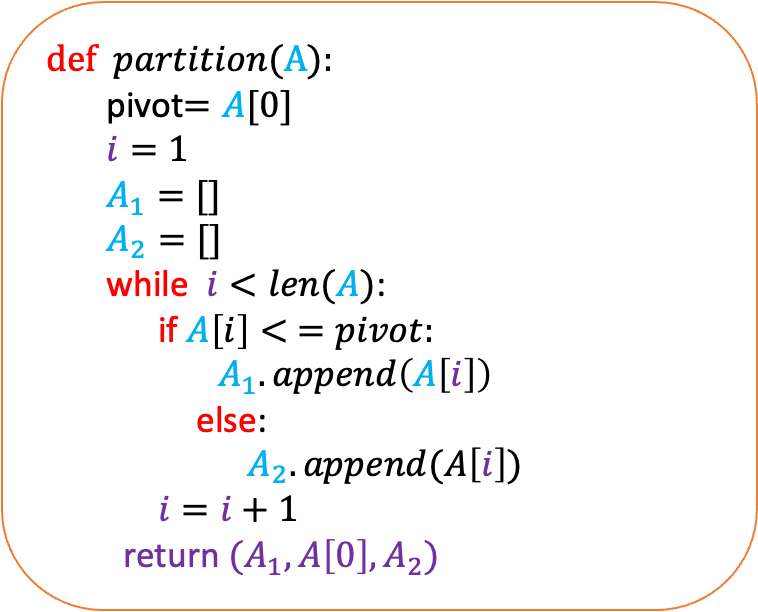 def partition(A):
pivot= A[0]
i = 1
A₁ = []
A₂ = []
while i < len(A):
if A[i] < = pivot:
A₁.append(A[i])
else:
A₂.append(A[i])
i = i + 1
return (A₁, A[0], A₂)